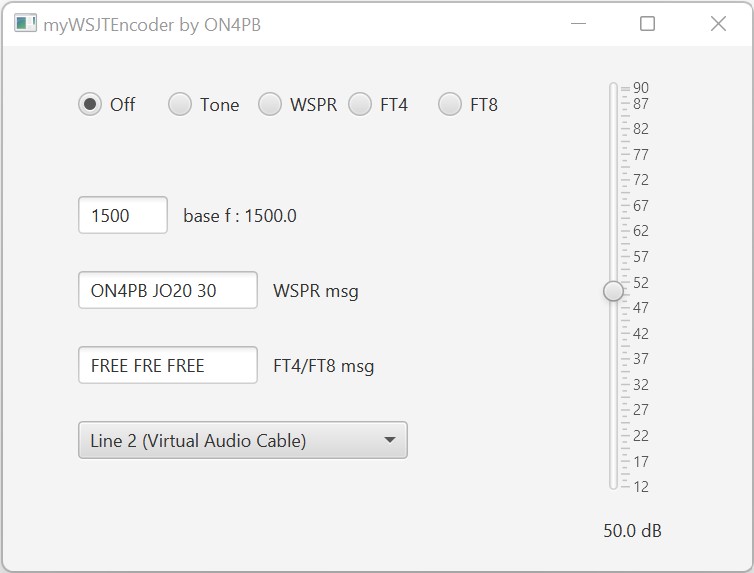 myWSJTEncoder by ON4PB
Off Tone WSPR FT4 FT8
1500 base f : 1500.0
ON4PB JO20 30 WSPR msg
FREE FRE FREE FT4/FT8 msg
Line 2 (Virtual Audio Cable)
90
87
82
77
72
67
62
57
52
47
42
37
32
27
22
17
12
50.0 dB